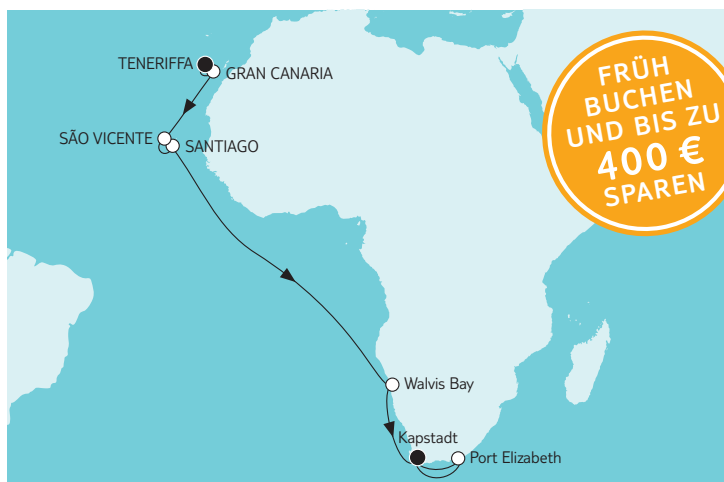 TENERIFFA
GRAN CANARIA
SÃO VICENTE
SANTIAGO
FRÜH
BUCHEN
UND BIS ZU
400 €
SPAREN
Walvis Bay
Kapstadt
Port Elizabeth